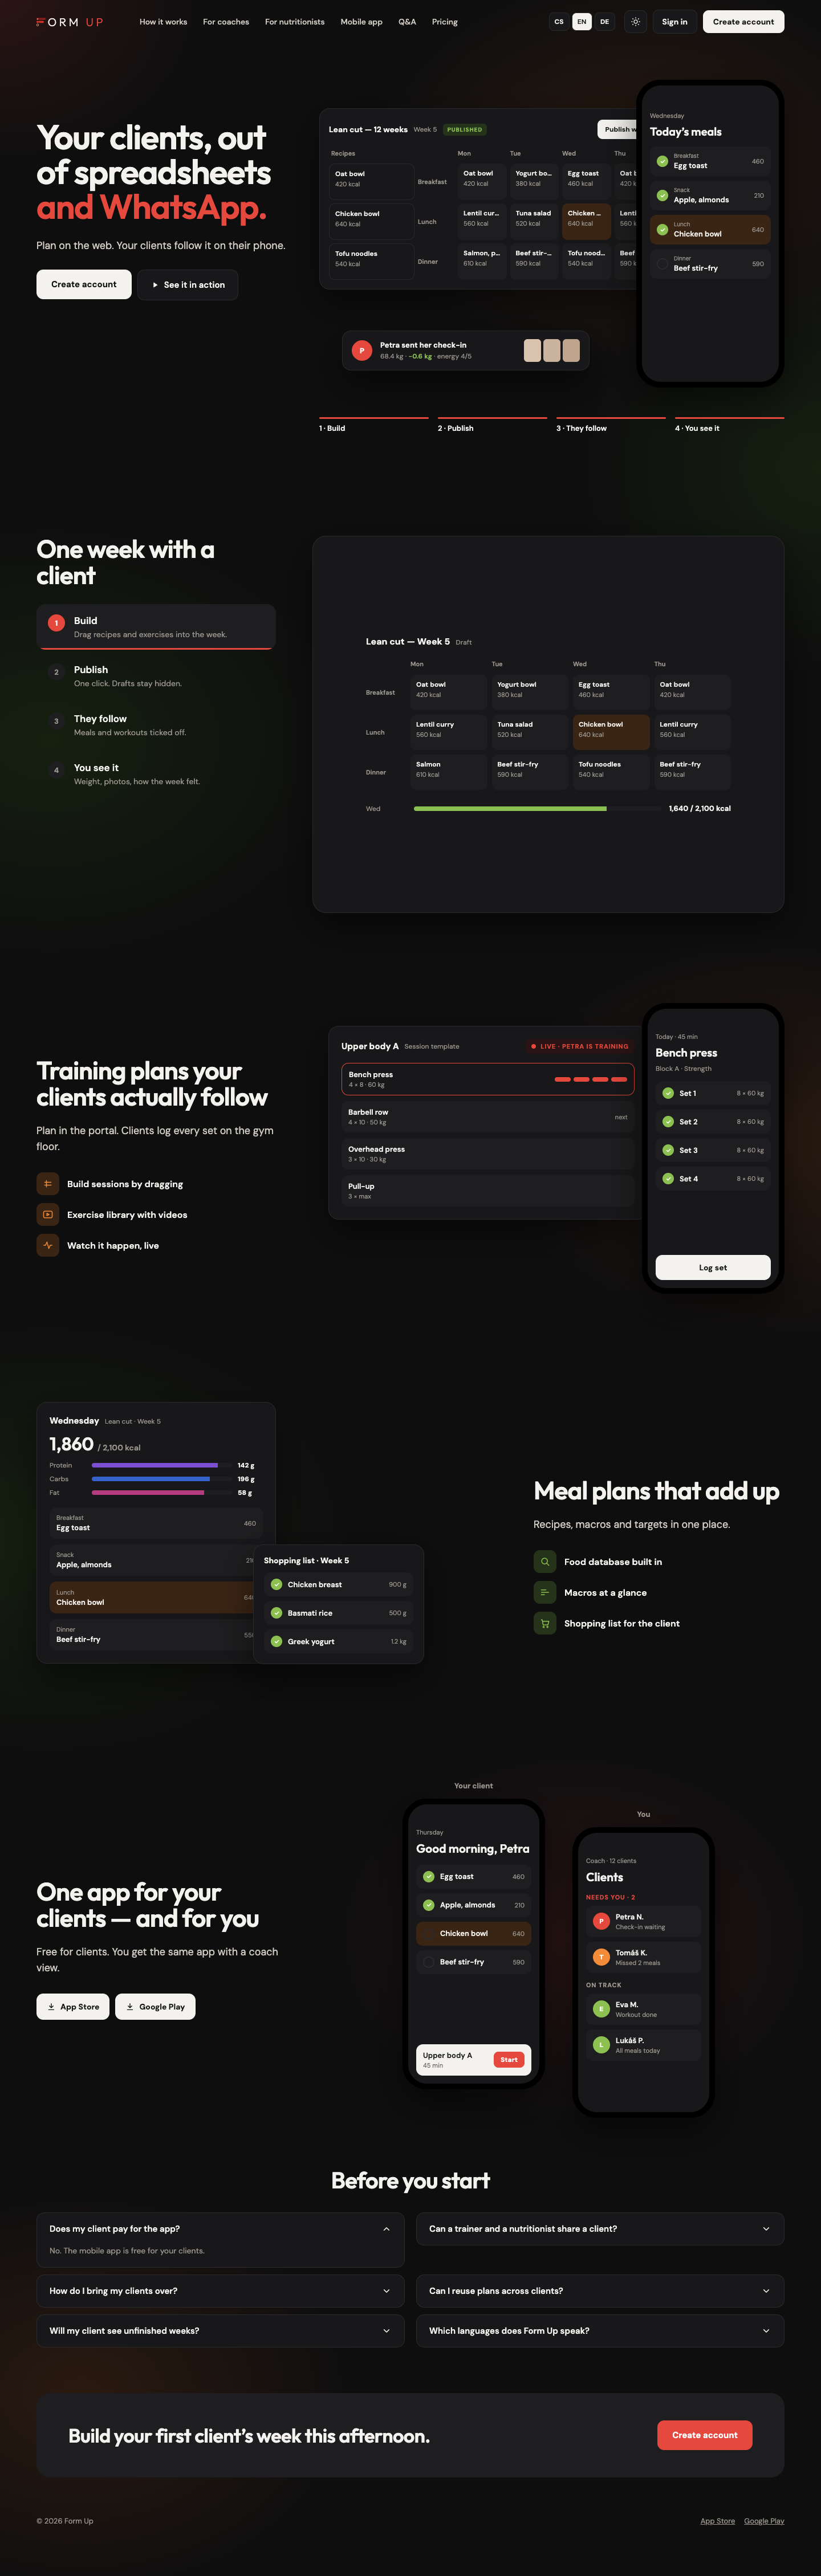 FORM UP
How it works
For coaches
For nutritionists
Mobile app
Q&A
Pricing
CS
EN
DE
Sign in
Create account
Your clients, out
of spreadsheets
and WhatsApp.
Plan on the web. Your clients follow it on their phone.
Create account
See it in action
Lean cut — 12 weeks Week 5 PUBLISHED
Publish w
Recipes
Mon
Tue
Wed
Thu
Oat bowl
420 kcal
Breakfast
Oat bowl
420 kcal
Yogurt bo...
380 kcal
Egg toast
460 kcal
Oat b
420 k
Chicken bowl
640 kcal
Lunch
Lentil cur...
560 kcal
Tuna salad
520 kcal
Chicken ...
640 kcal
Lenti
560 k
Tofu noodles
540 kcal
Dinner
Salmon, p...
610 kcal
Beef stir-...
590 kcal
Tofu nood...
540 kcal
Beef
590 k
Wednesday
Today's meals
Breakfast
Egg toast
460
Snack
Apple, almonds
210
Lunch
Chicken bowl
640
Dinner
Beef stir-fry
590
P
Petra sent her check-in
68.4 kg · −0.6 kg · energy 4/5
1 · Build
2 · Publish
3 · They follow
4 · You see it
One week with a
client
1
Build
Drag recipes and exercises into the week.
2
Publish
One click. Drafts stay hidden.
3
They follow
Meals and workouts ticked off.
4
You see it
Weight, photos, how the week felt.
Lean cut — Week 5 Draft
Mon
Tue
Wed
Thu
Breakfast
Oat bowl
420 kcal
Yogurt bowl
380 kcal
Egg toast
460 kcal
Oat bowl
420 kcal
Lunch
Lentil curry
560 kcal
Tuna salad
520 kcal
Chicken bowl
640 kcal
Lentil curry
560 kcal
Dinner
Salmon
610 kcal
Beef stir-fry
590 kcal
Tofu noodles
540 kcal
Beef stir-fry
590 kcal
Wed
1,640 / 2,100 kcal
Training plans your
clients actually follow
Plan in the portal. Clients log every set on the gym
floor.
Build sessions by dragging
Exercise library with videos
Watch it happen, live
Upper body A Session template
LIVE · PETRA IS TRAINING
Bench press
4 × 8 · 60 kg
Barbell row
4 × 10 · 50 kg
next
Overhead press
3 × 10 · 30 kg
Pull-up
3 × max
Today · 45 min
Bench press
Block A · Strength
Set 1
8 × 60 kg
Set 2
8 × 60 kg
Set 3
8 × 60 kg
Set 4
8 × 60 kg
Log set
Wednesday Lean cut · Week 5
1,860 / 2,100 kcal
Protein
142 g
Carbs
196 g
Fat
58 g
Breakfast
Egg toast
460
Snack
Apple, almonds
Lunch
Chicken bowl
Dinner
Beef stir-fry
Shopping list · Week 5
Chicken breast
900 g
Basmati rice
500 g
Greek yogurt
1.2 kg
Meal plans that add up
Recipes, macros and targets in one place.
Food database built in
Macros at a glance
Shopping list for the client
One app for your
clients — and for you
Free for clients. You get the same app with a coach
view.
App Store
Google Play
Your client
Thursday
Good morning, Petra
Egg toast
460
Apple, almonds
210
Chicken bowl
640
Beef stir-fry
590
Upper body A
45 min
Start
You
Coach · 12 clients
Clients
NEEDS YOU · 2
P
Petra N.
Check-in waiting
T
Tomáš K.
Missed 2 meals
ON TRACK
E
Eva M.
Workout done
L
Lukáš P.
All meals today
Before you start
Does my client pay for the app?
No. The mobile app is free for your clients.
Can a trainer and a nutritionist share a client?
How do I bring my clients over?
Can I reuse plans across clients?
Will my client see unfinished weeks?
Which languages does Form Up speak?
Build your first client's week this afternoon.
Create account
© 2026 Form Up
App Store
Google Play